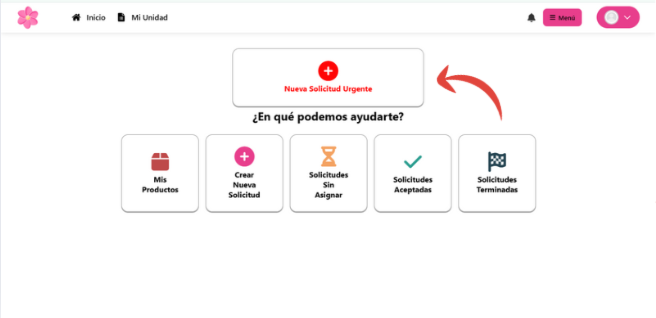 Inicio
Mi Unidad
Menú
Nueva Solicitud Urgente
¿En qué podemos ayudarte?
Mis
Productos
Crear
Nueva
Solicitud
Solicitudes
Sin
Asignar
Solicitudes
Aceptadas
Solicitudes
Terminadas